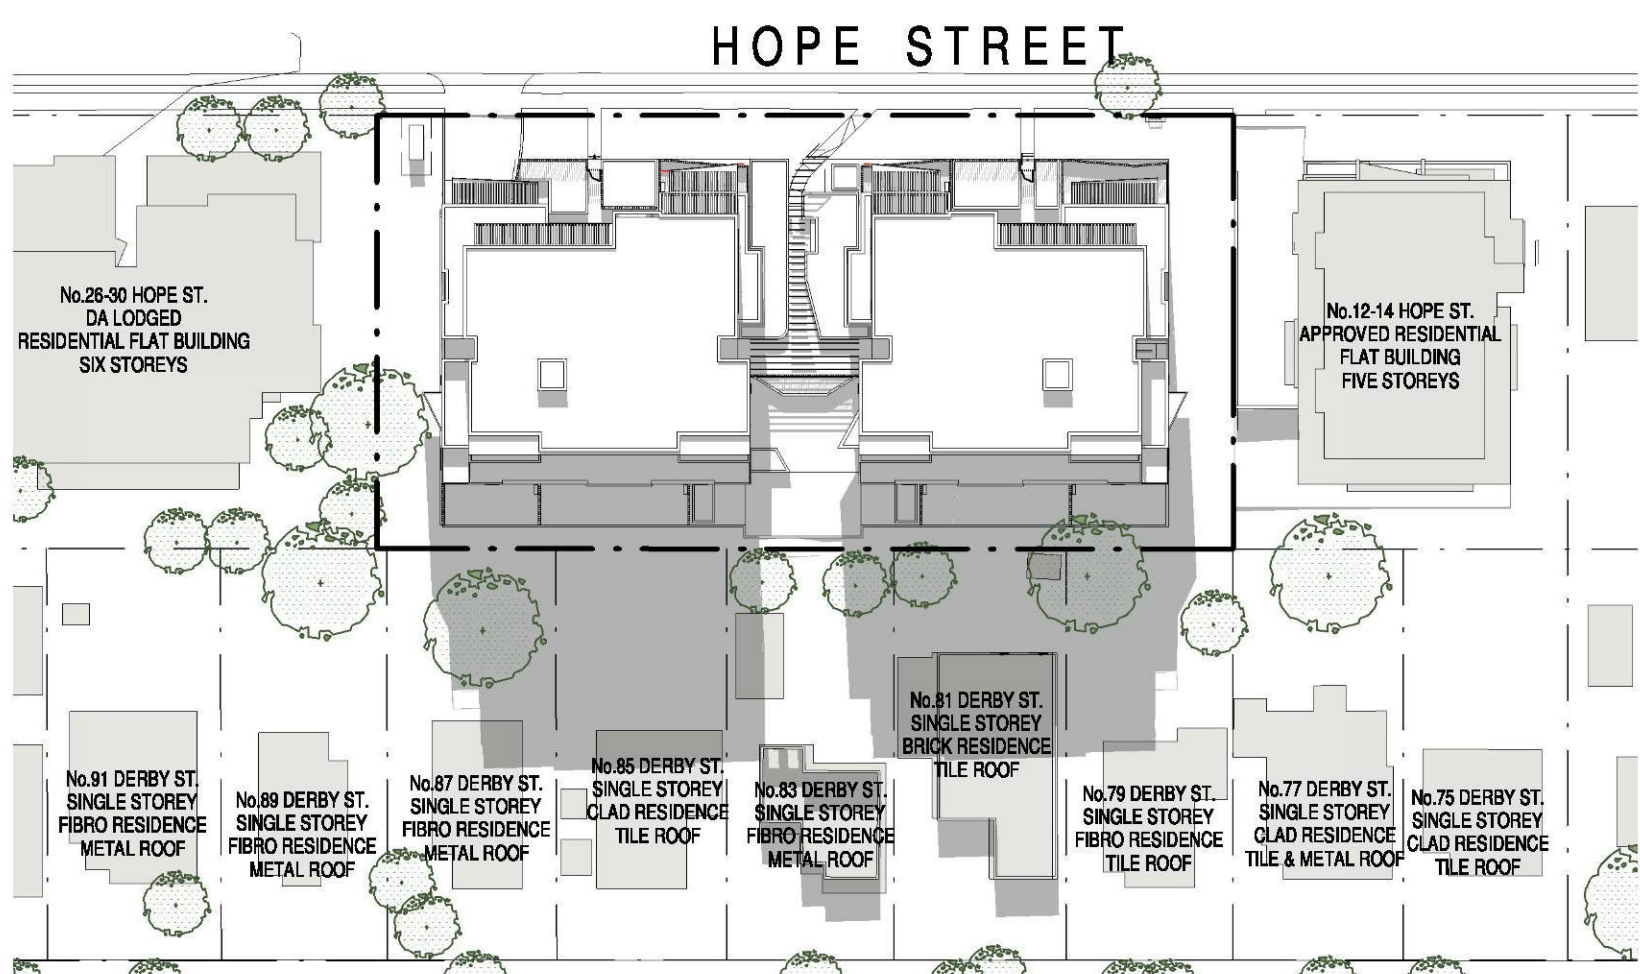 HOPE STREET
No.26-30 HOPE ST.
DA LODGED
RESIDENTIAL FLAT BUILDING
SIX STOREYS
No.12-14 HOPE ST.
APPROVED RESIDENTIAL
FLAT BUILDING
FIVE STOREYS
No.91 DERBY ST.
SINGLE STOREY
FIBRO RESIDENCE
METAL ROOF
No.89 DERBY ST.
SINGLE STOREY
FIBRO RESIDENCE
METAL ROOF
No.87 DERBY ST.
SINGLE STOREY
FIBRO RESIDENCE
METAL ROOF
No.85 DERBY ST.
SINGLE STOREY
CLAD RESIDENCE
TILE ROOF
No.83 DERBY ST.
SINGLE STOREY
FIBRO RESIDENCE
METAL ROOF
No.81 DERBY ST.
SINGLE STOREY
BRICK RESIDENCE
TILE ROOF
No.79 DERBY ST.
SINGLE STOREY
FIBRO RESIDENCE
TILE ROOF
No.77 DERBY ST.
SINGLE STOREY
CLAD RESIDENCE
TILE & METAL ROOF
No.75 DERBY ST.
SINGLE STOREY
CLAD RESIDENCE
TILE ROOF